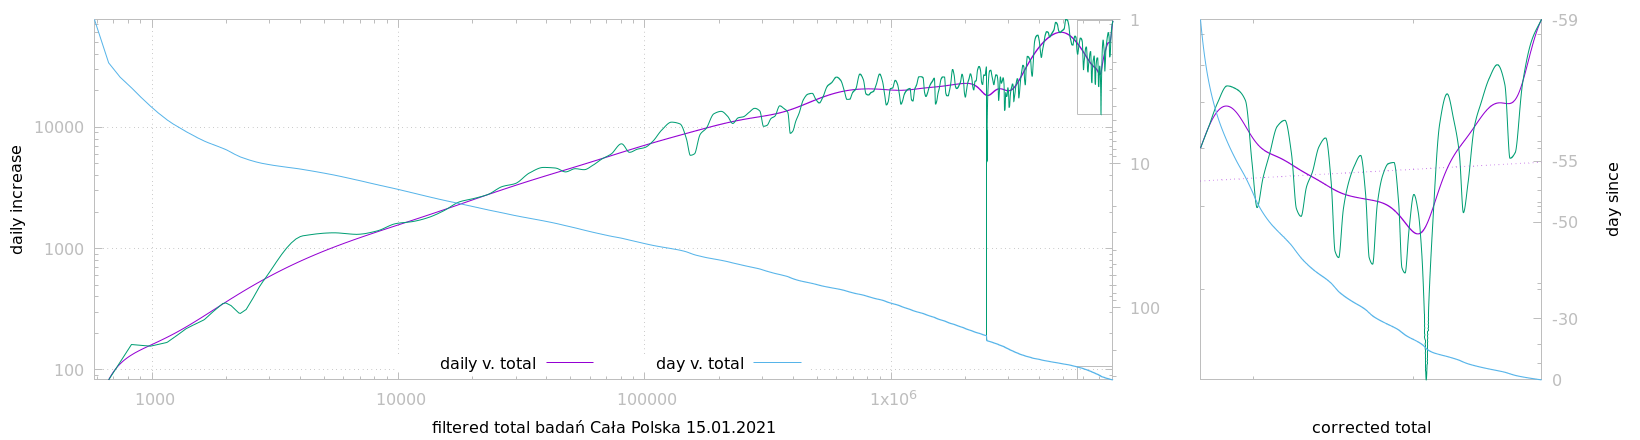 daily increase
10000
1000
100
1000
10000
100000
1x10⁶
1
10
100
daily v. total
day v. total
filtered total badań Cała Polska 15.01.2021
-59
-55
-50
-30
0
day since
corrected total